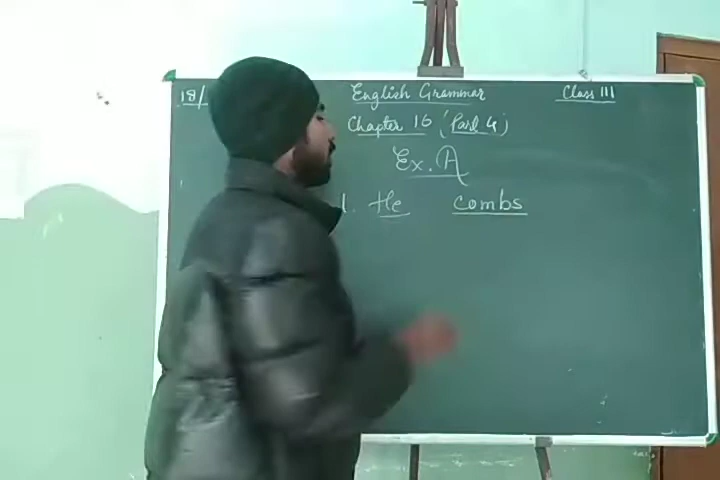 18/ English Grammar Class III
Chapter 16 (Part 4)
Ex. A
1. He combs